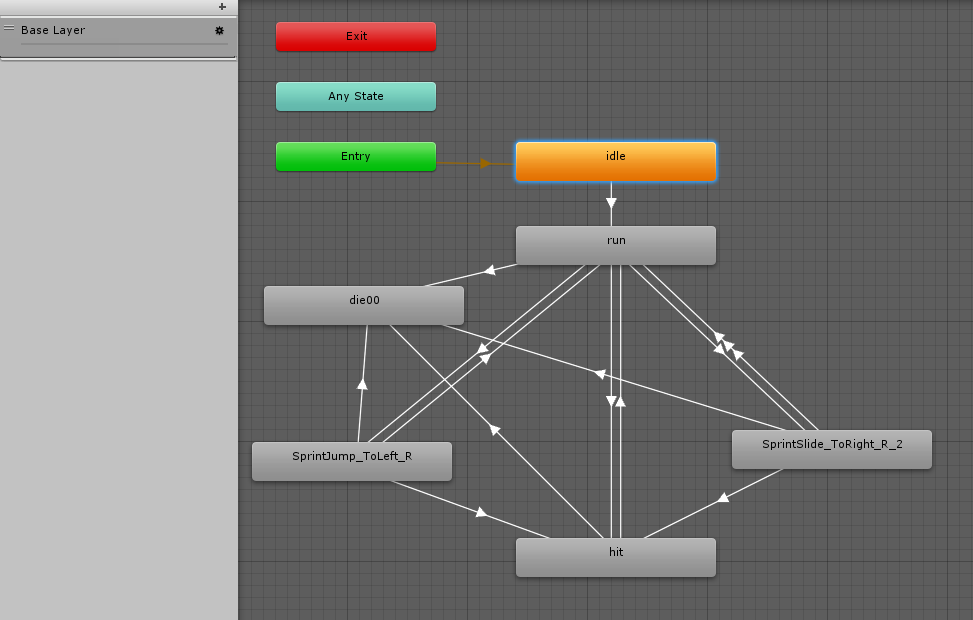 Base Layer
Exit
Any State
Entry
idle
run
die00
SprintJump_ToLeft_R
SprintSlide_ToRight_R_2
hit